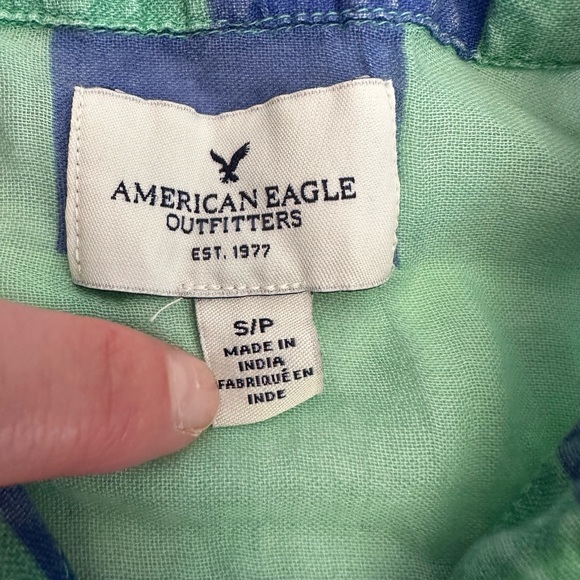 AMERICAN EAGLE
OUTFITTERS
EST. 1977
S/P
MADE IN
INDIA
FABRIQUÉ EN
INDE